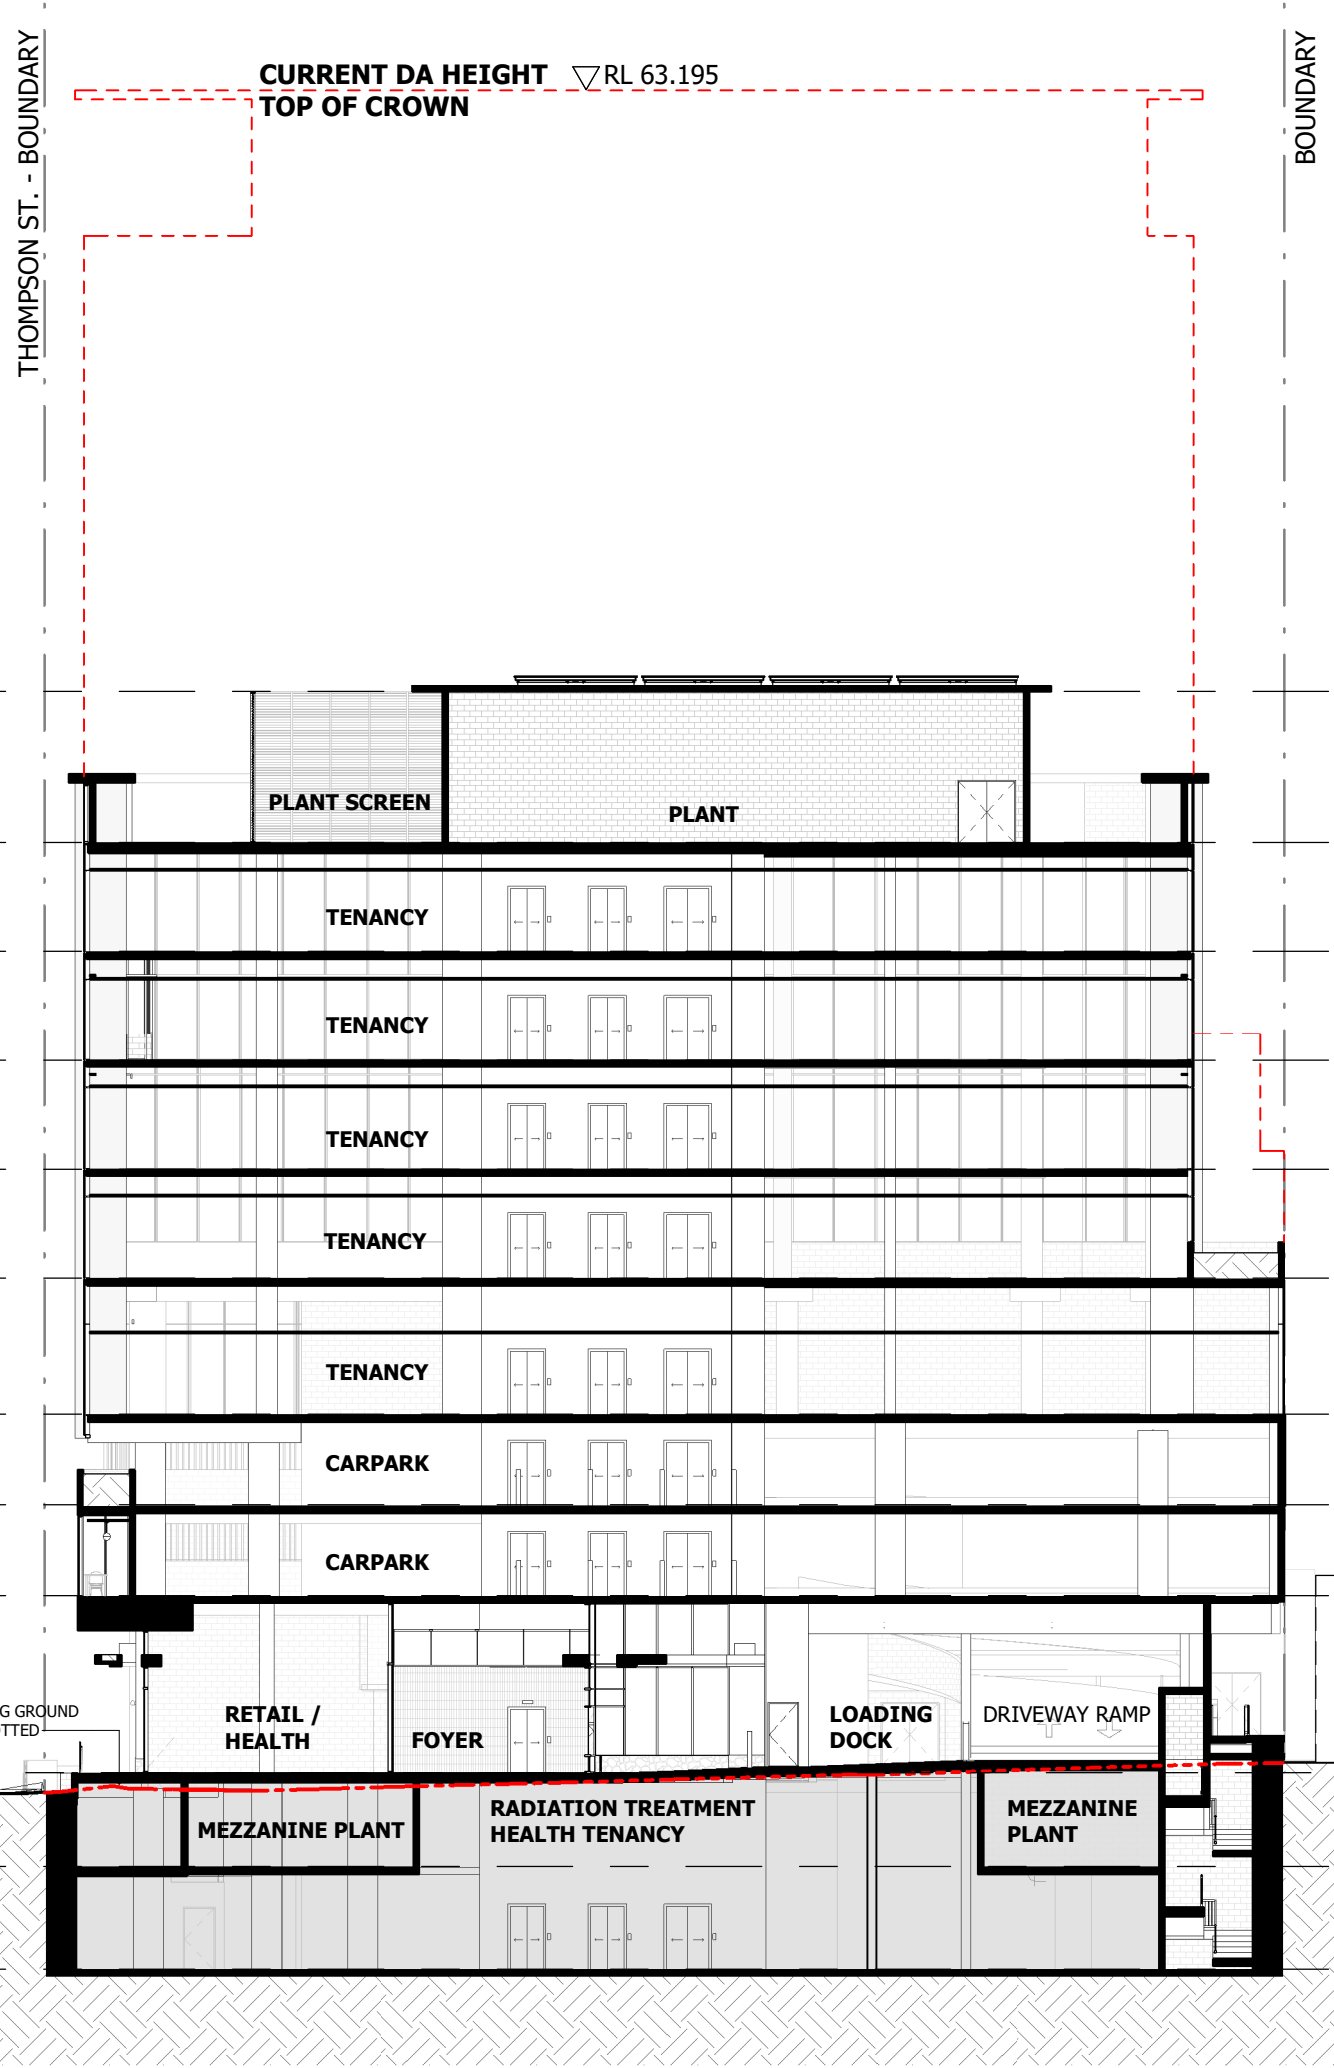 THOMPSON ST. - BOUNDARY
BOUNDARY
CURRENT DA HEIGHT RL 63.195
TOP OF CROWN
PLANT SCREEN
PLANT
TENANCY
TENANCY
TENANCY
TENANCY
TENANCY
CARPARK
CARPARK
G GROUND
TTED
RETAIL /
HEALTH
FOYER
LOADING
DOCK
DRIVEWAY RAMP
MEZZANINE PLANT
RADIATION TREATMENT
HEALTH TENANCY
MEZZANINE
PLANT